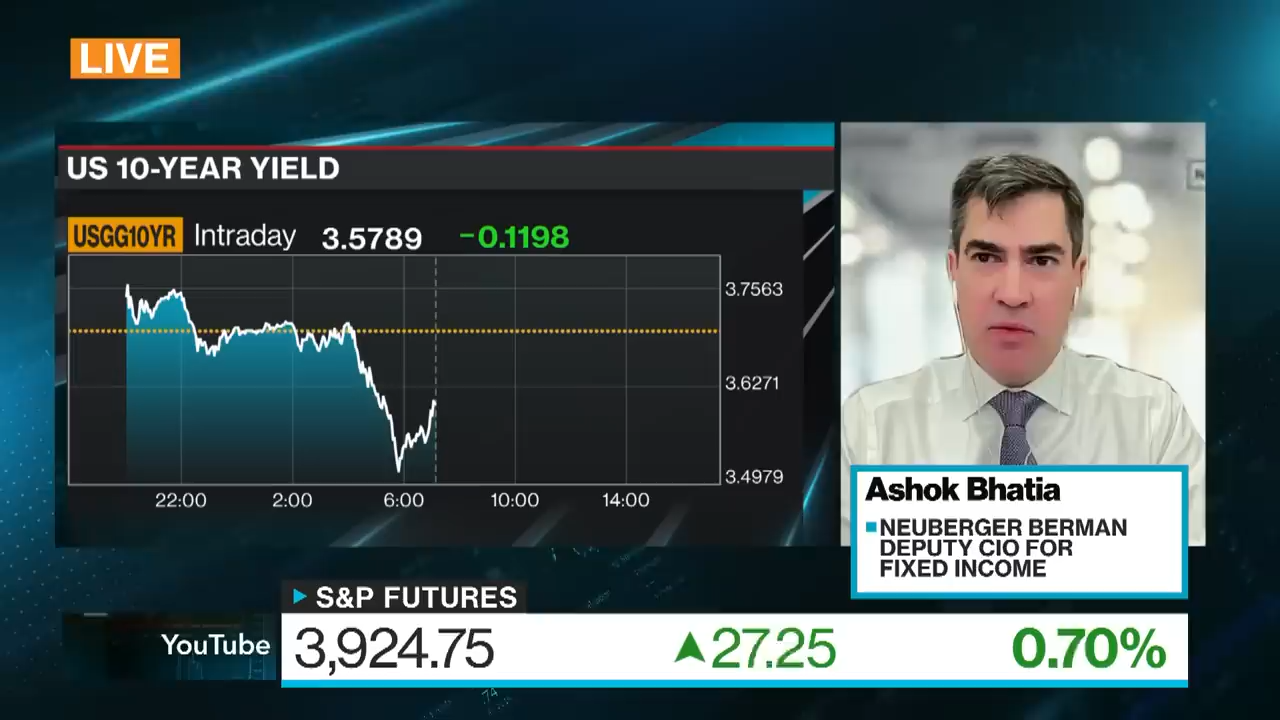 LIVE
US 10-YEAR YIELD
USGG10YR Intraday 3.5789 -0.1198
3.7563
3.6271
3.4979
22:00 2:00 6:00 10:00 14:00
Ashok Bhatia
NEUBERGER BERMAN
DEPUTY CIO FOR
FIXED INCOME
S&P FUTURES
YouTube
3,924.75 ▲27.25 0.70%